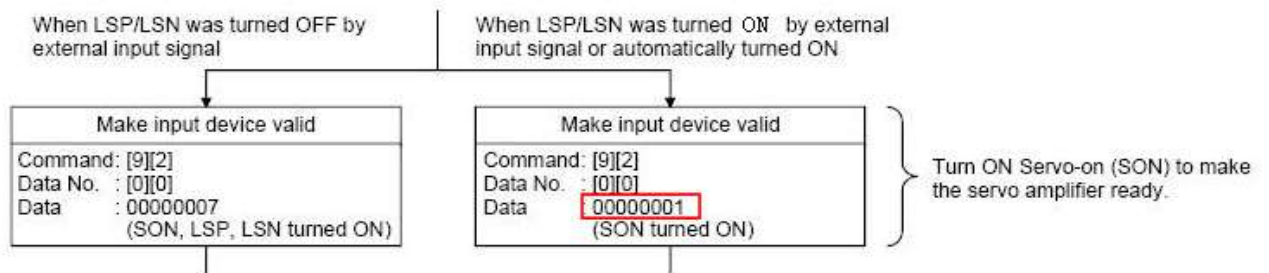 When LSP/LSN was turned OFF by
external input signal
When LSP/LSN was turned ON by external
input signal or automatically turned ON
Make input device valid
Command: [9][2]
Data No. : [0][0]
Data : 00000007
(SON, LSP, LSN turned ON)
Make input device valid
Command: [9][2]
Data No. : [0][0]
Data : 00000001
(SON turned ON)
Turn ON Servo-on (SON) to make
the servo amplifier ready.